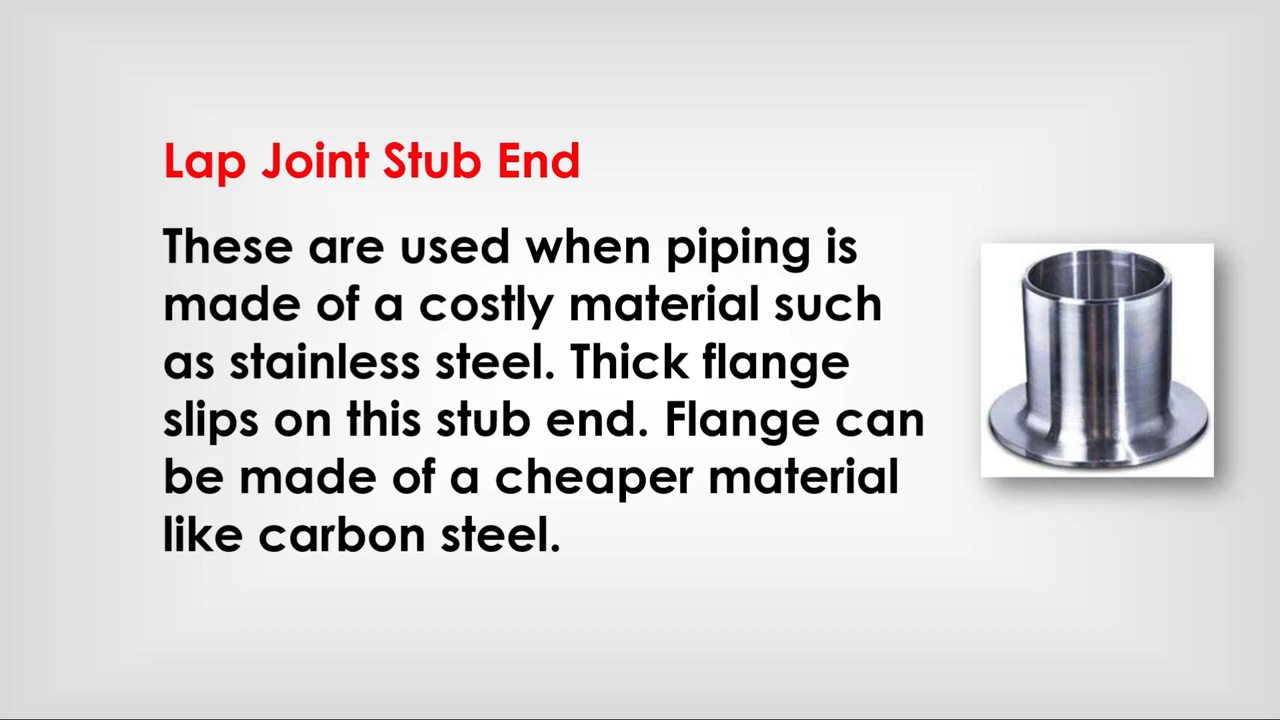 Lap Joint Stub End
These are used when piping is
made of a costly material such
as stainless steel. Thick flange
slips on this stub end. Flange can
be made of a cheaper material
like carbon steel.